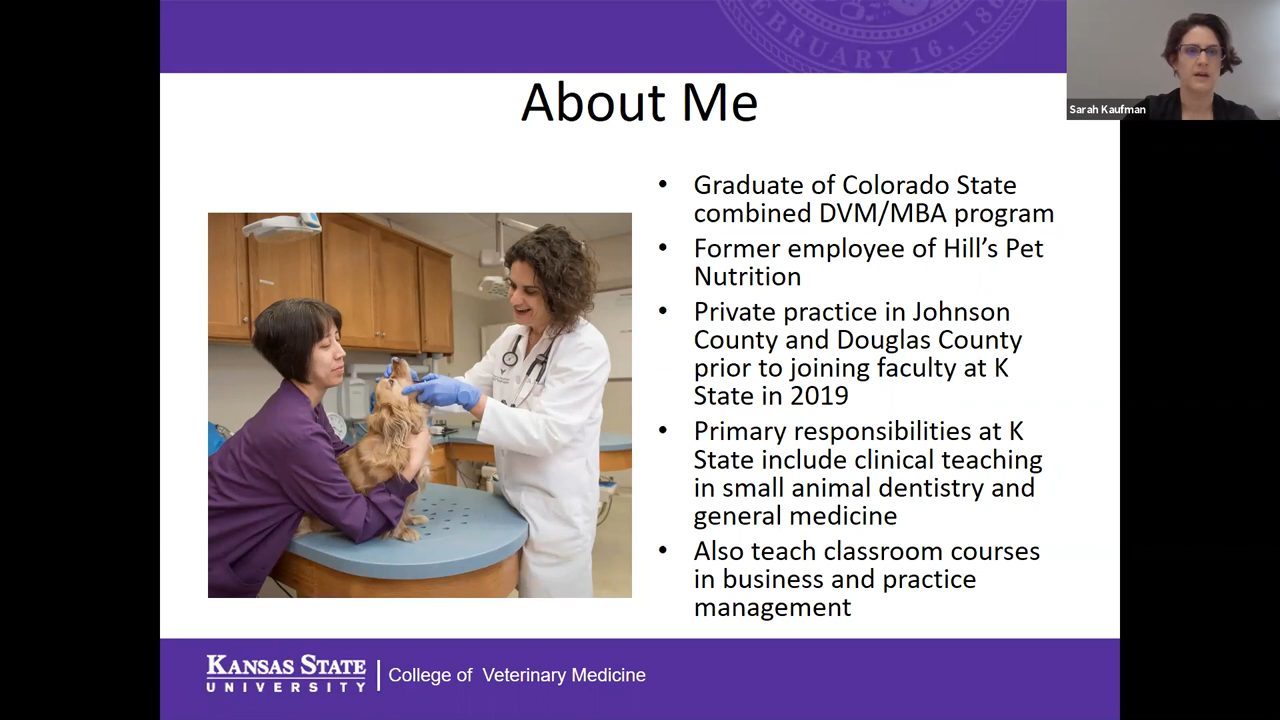 FEBRUARY 16, 186
Sarah Kaufman
About Me
• Graduate of Colorado State
combined DVM/MBA program
• Former employee of Hill’s Pet
Nutrition
• Private practice in Johnson
County and Douglas County
prior to joining faculty at K
State in 2019
• Primary responsibilities at K
State include clinical teaching
in small animal dentistry and
general medicine
• Also teach classroom courses
in business and practice
management
KANSAS STATE
UNIVERSITY
College of Veterinary Medicine